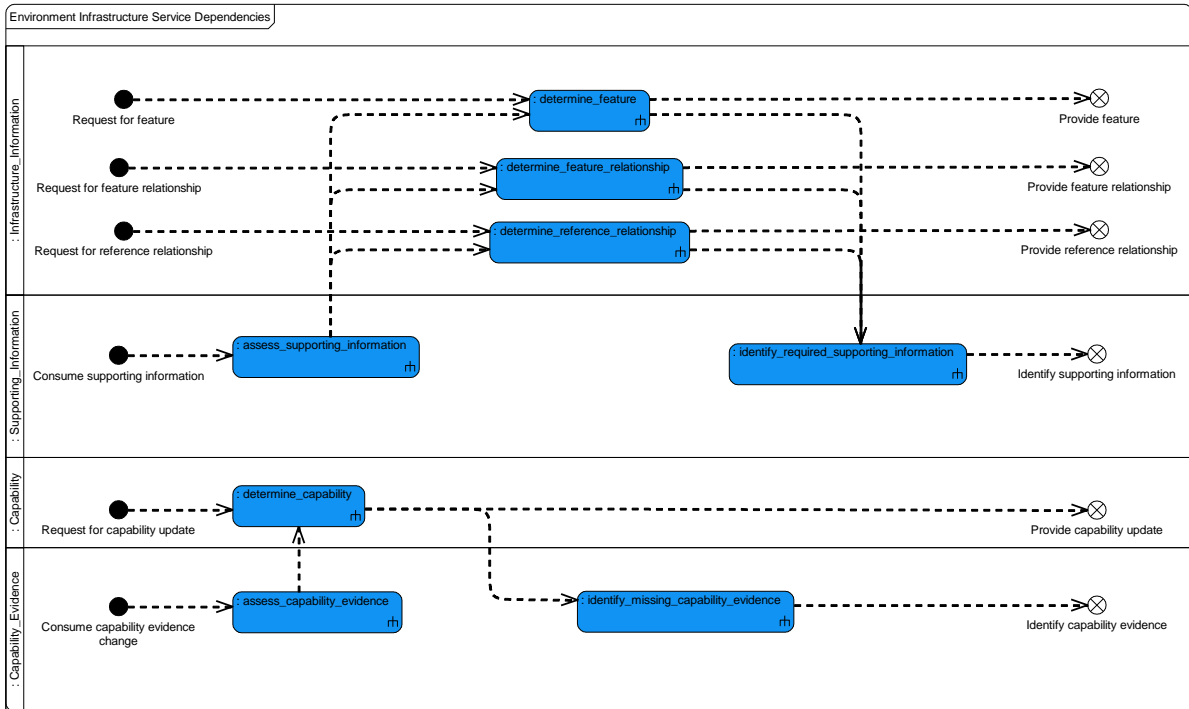 Environment Infrastructure Service Dependencies
: Infrastructure_Information
: determine_feature
Request for feature
Provide feature
: determine_feature_relationship
Request for feature relationship
Provide feature relationship
: determine_reference_relationship
Request for reference relationship
Provide reference relationship
: Supporting_Information
: assess_supporting_information
: identify_required_supporting_information
Consume supporting information
Identify supporting information
: Capability
: determine_capability
Request for capability update
Provide capability update
: Capability_Evidence
: assess_capability_evidence
: identify_missing_capability_evidence
Consume capability evidence
change
Identify capability evidence